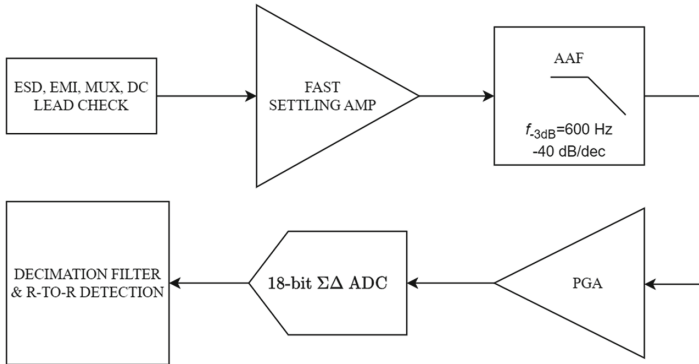 ESD, EMI, MUX, DC
LEAD CHECK
FAST
SETTLING AMP
AAF
f-3dB=600 Hz
-40 dB/dec
PGA
18-bit ΣΔ ADC
DECIMATION FILTER
& R-TO-R DETECTION